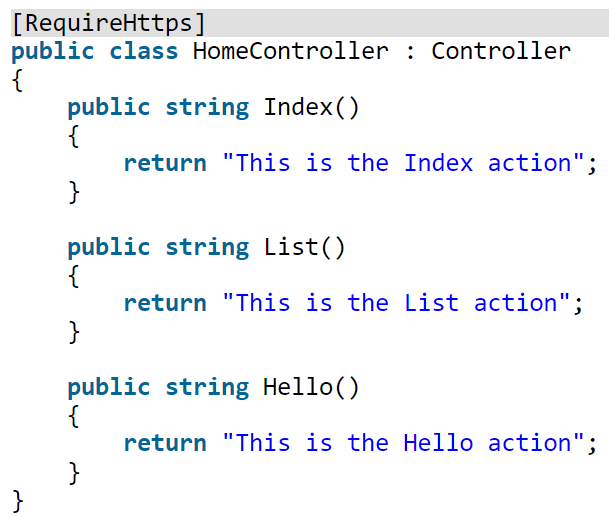 [RequireHttps]
public class HomeController : Controller
{
    public string Index()
    {
        return "This is the Index action";
    }

    public string List()
    {
        return "This is the List action";
    }

    public string Hello()
    {
        return "This is the Hello action";
    }
}